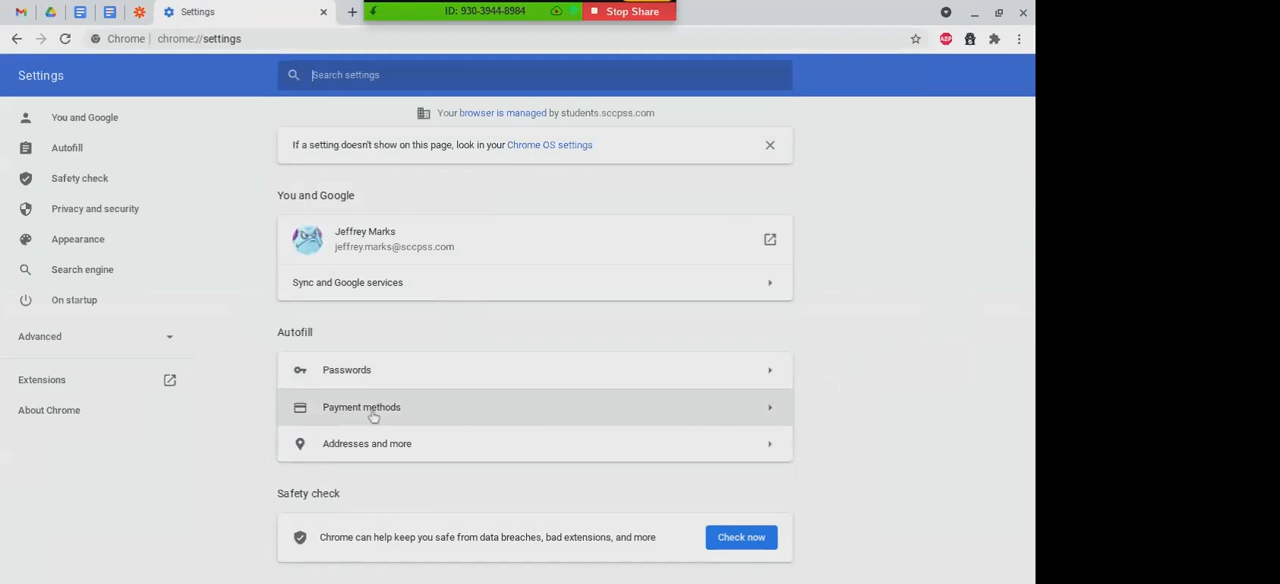 Settings
ID: 930-3944-8984
Stop Share
Chrome
chrome://settings
ABP
Settings
Search settings
Your browser is managed by students.sccpss.com
If a setting doesn't show on this page, look in your Chrome OS settings
You and Google
Autofill
Safety check
Privacy and security
Appearance
Search engine
On startup
Advanced
Extensions
About Chrome
You and Google
Jeffrey Marks
jeffrey.marks@sccpss.com
Sync and Google services
Autofill
Passwords
Payment methods
Addresses and more
Safety check
Chrome can help keep you safe from data breaches, bad extensions, and more
Check now